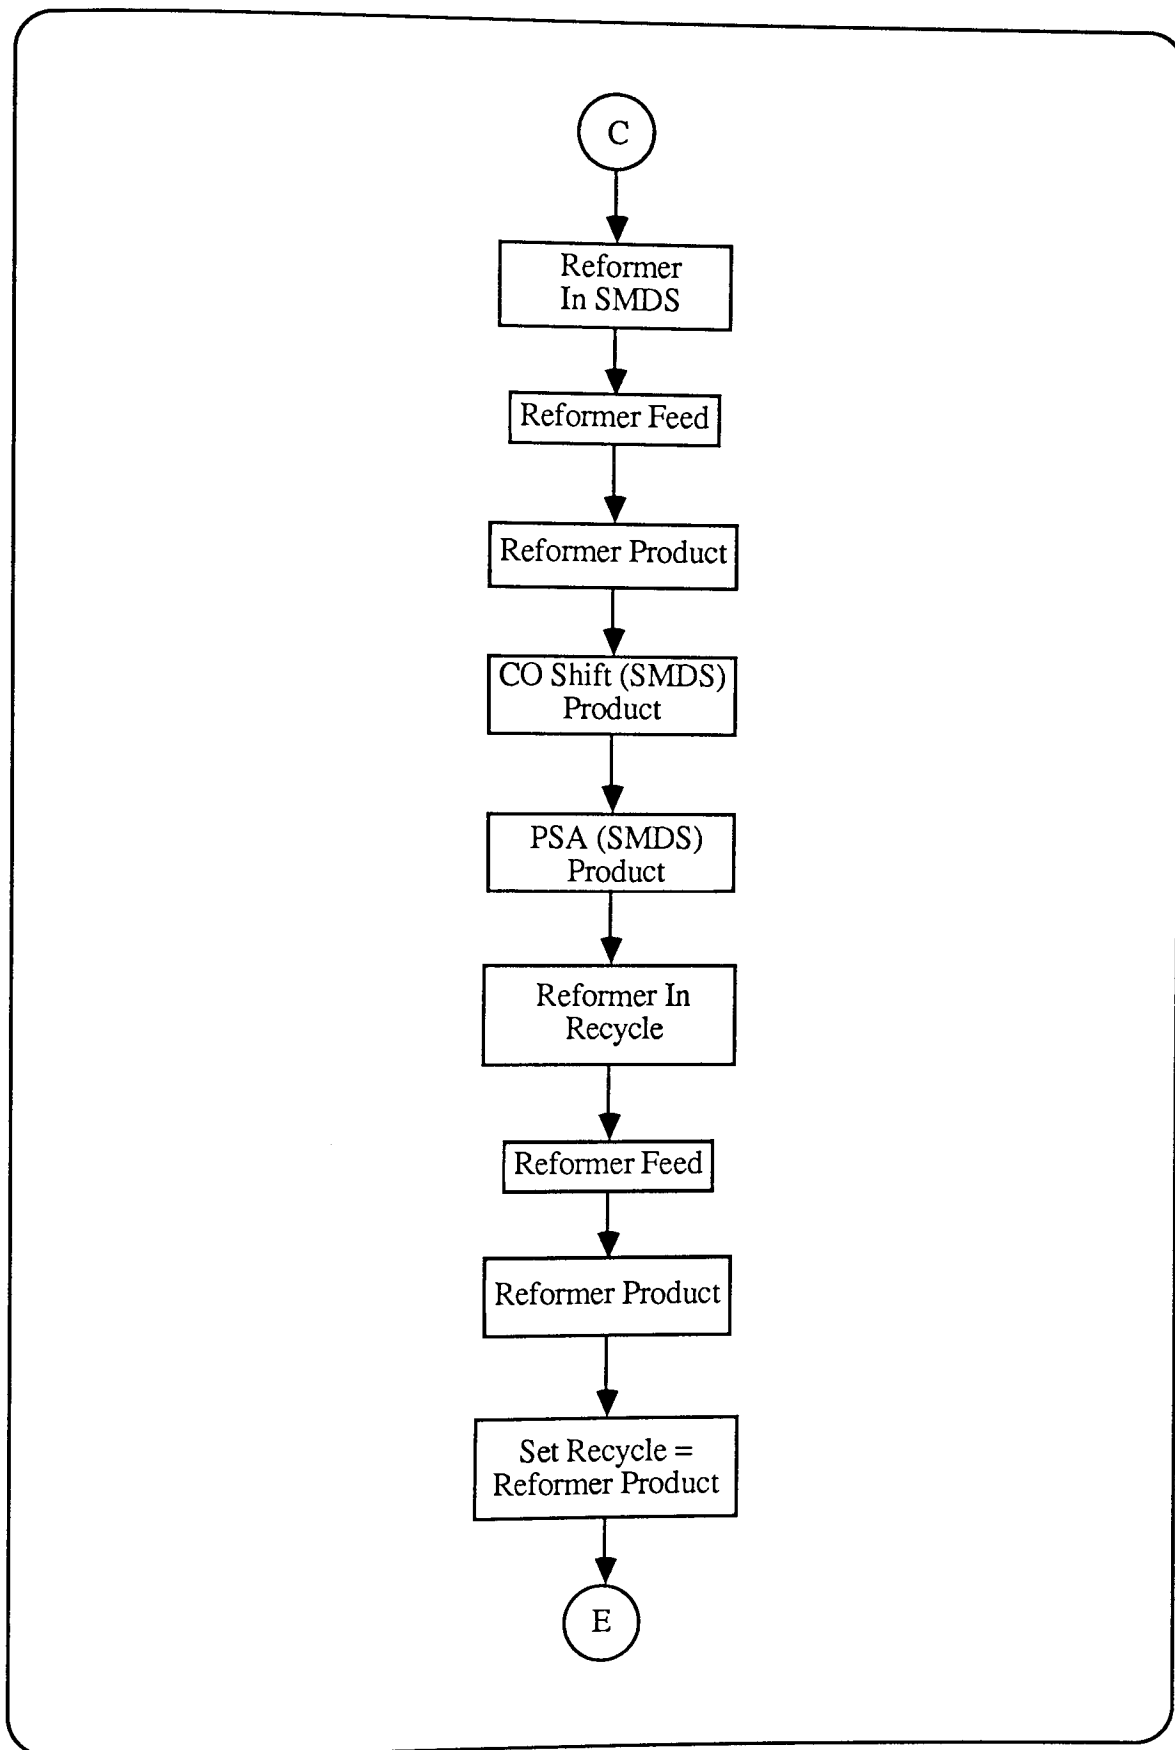 C
Reformer
In SMDS
Reformer Feed
Reformer Product
CO Shift (SMDS)
Product
PSA (SMDS)
Product
Reformer In
Recycle
Reformer Feed
Reformer Product
Set Recycle =
Reformer Product
E